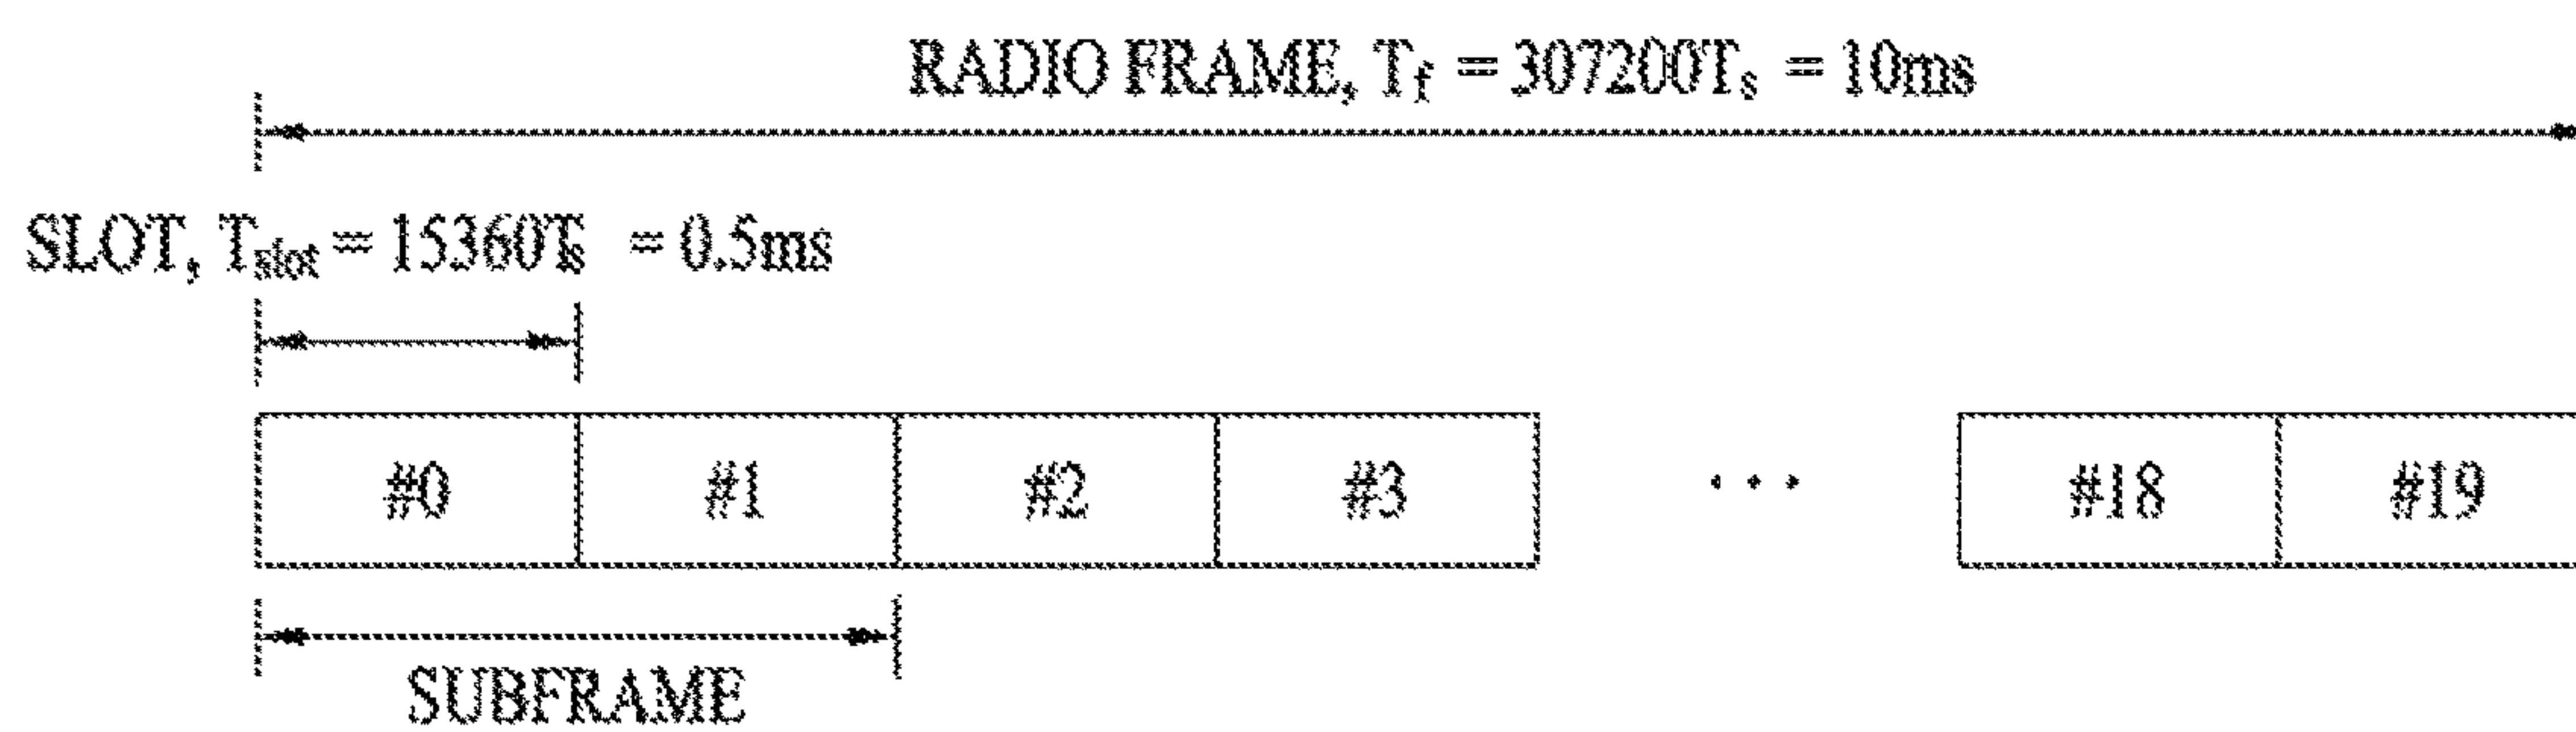 RADIO FRAME, Tf = 307200Ts = 10ms
SLOT, Tslot = 15360Ts = 0.5ms
#0 #1 #2 #3 ... #18 #19
SUBFRAME